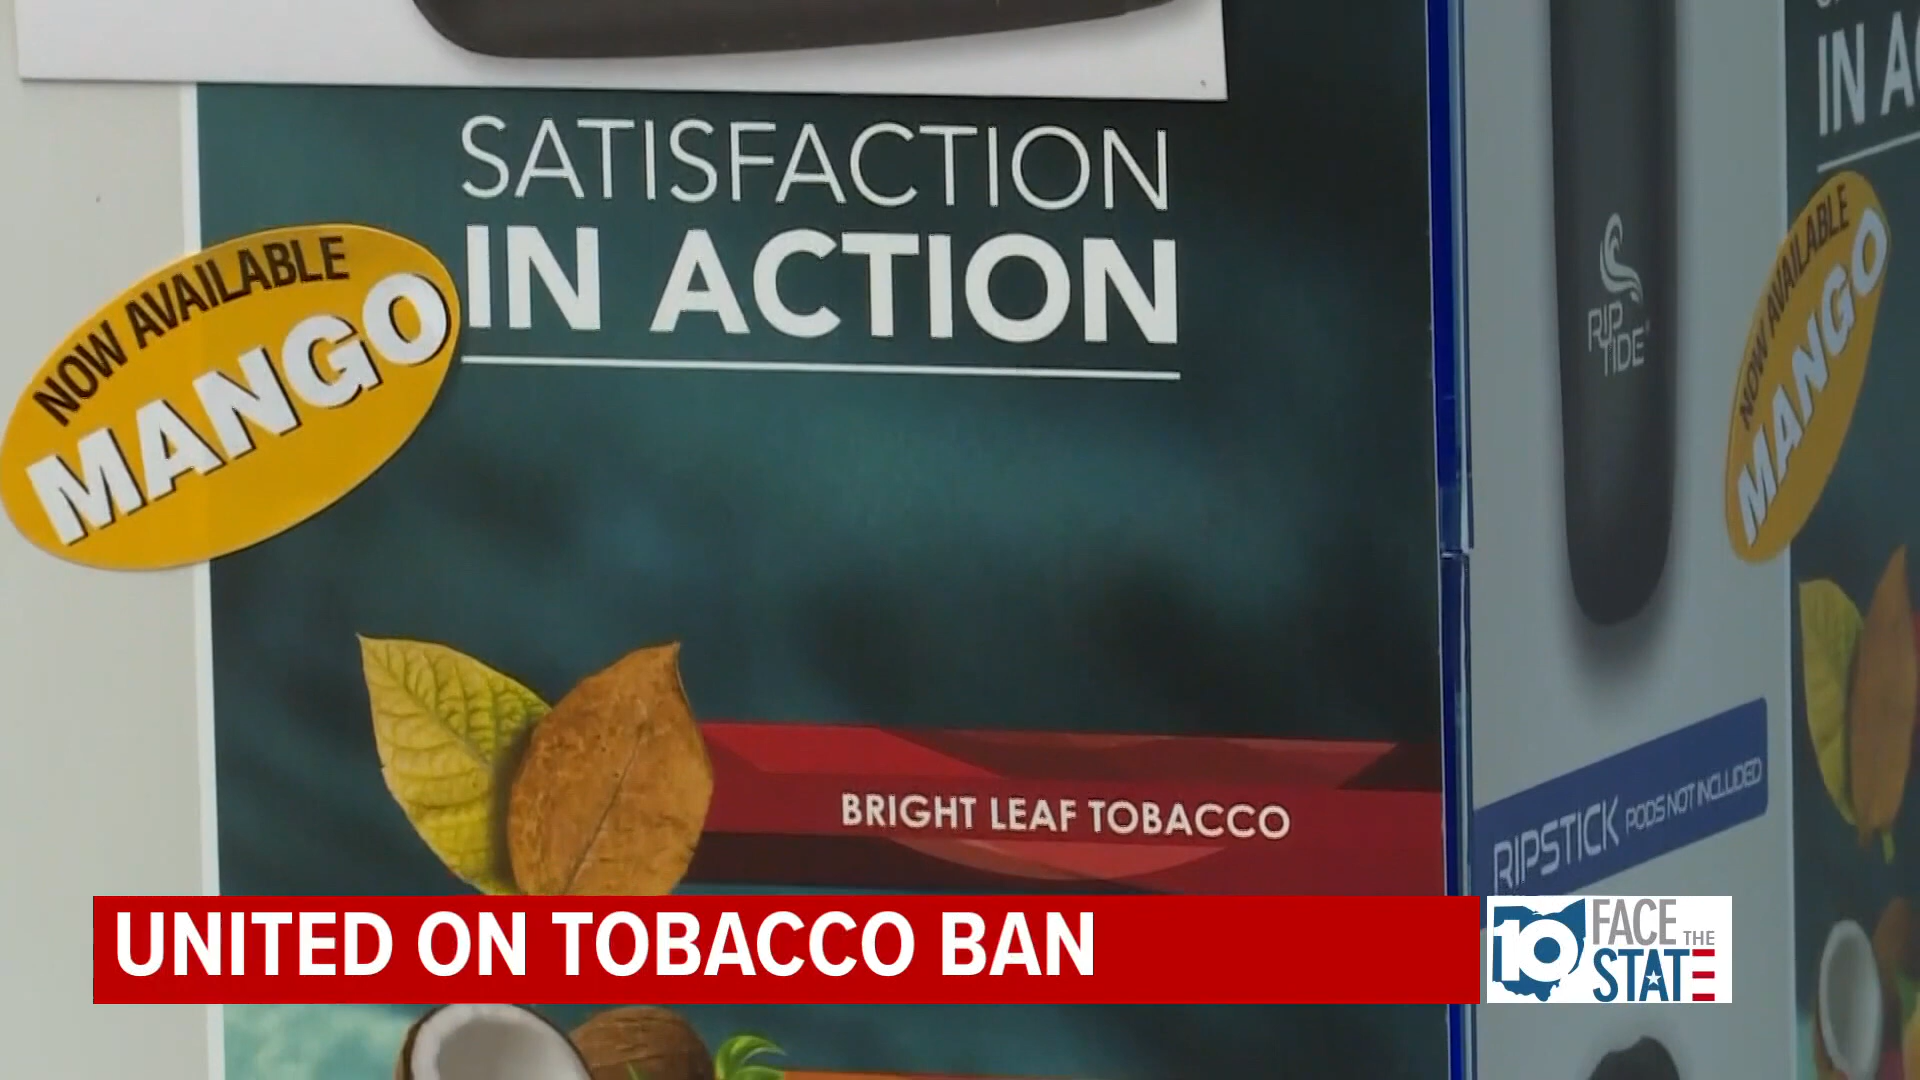 SATISFACTION
IN ACTION
NOW AVAILABLE
MANGO
BRIGHT LEAF TOBACCO
RIP
TIDE
RIPSTICK PODS NOT INCLUDED
IN
NOW AVAILABLE
MANGO
UNITED ON TOBACCO BAN
10 FACE THE STATE